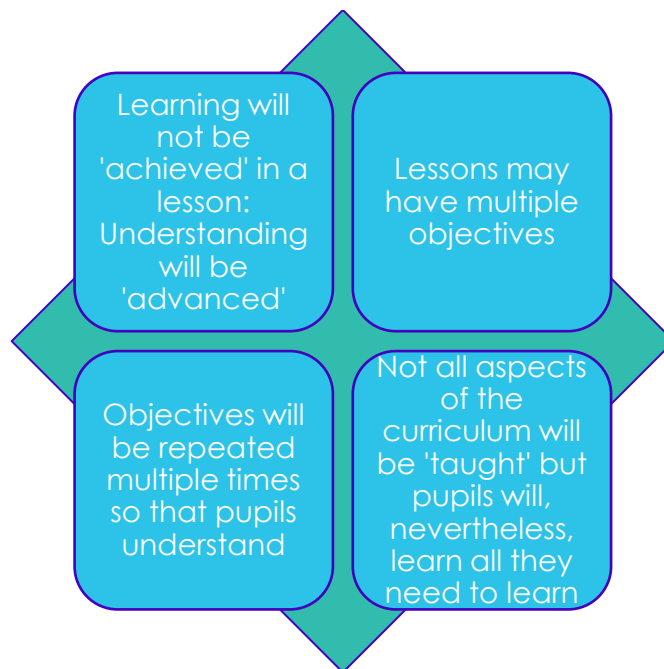 Learning will
not be
'achieved' in a
lesson:
Understanding
will be
'advanced'
Lessons may
have multiple
objectives
Objectives will
be repeated
multiple times
so that pupils
understand
Not all aspects
of the
curriculum will
be 'taught' but
pupils will,
nevertheless,
learn all they
need to learn